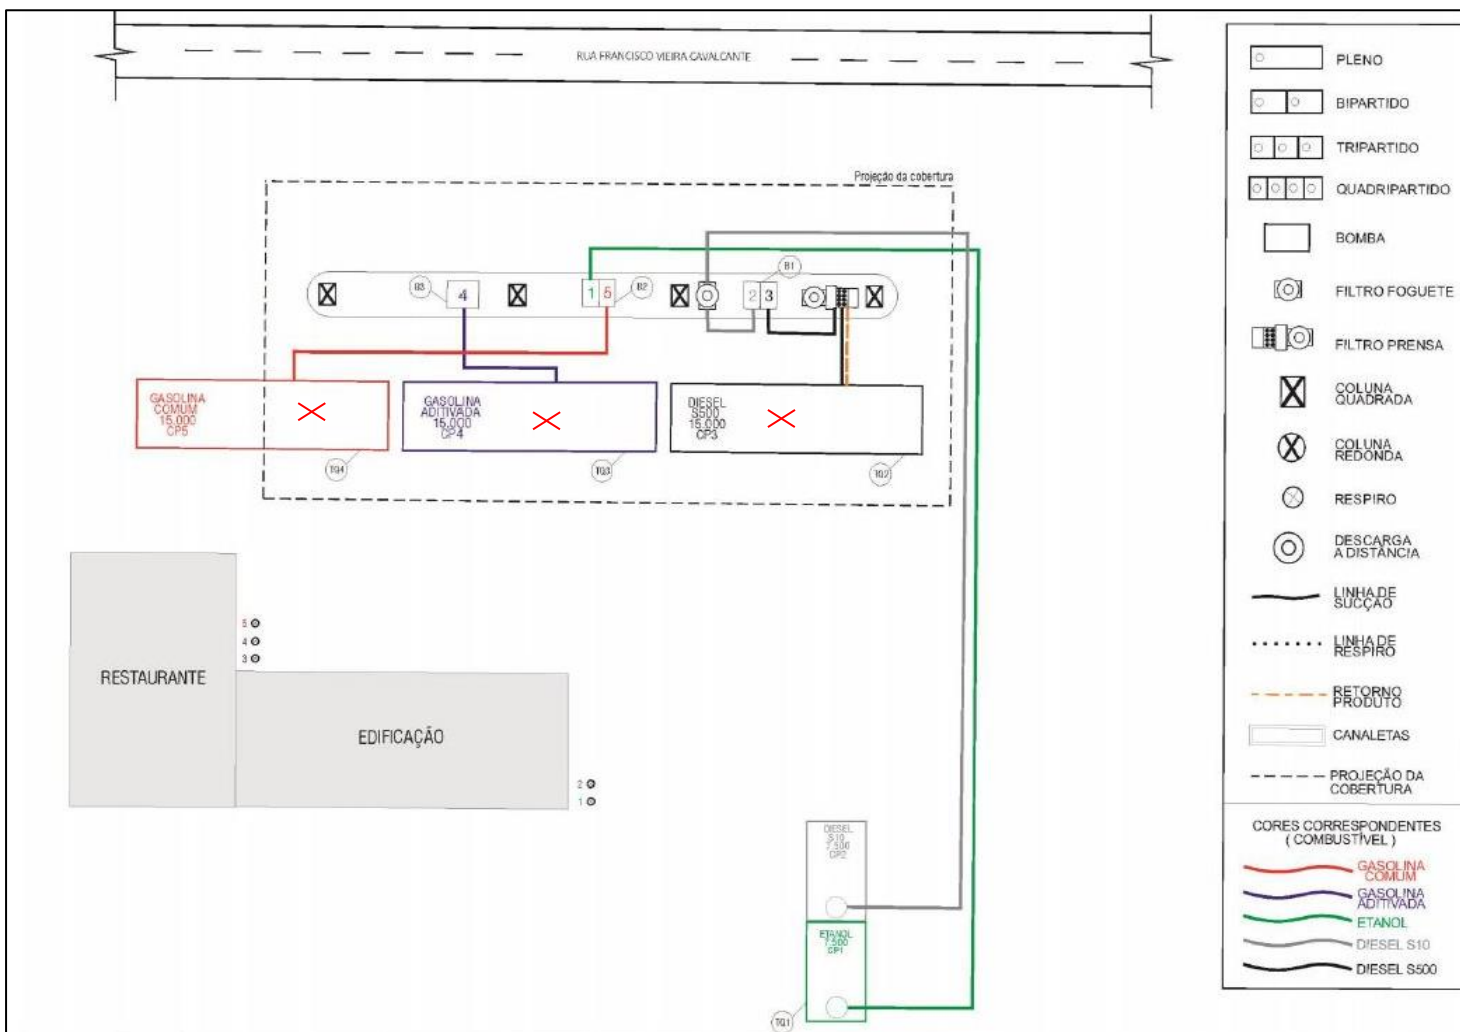 RUA FRANCISCO VIEIRA CAVALCANTE
Projeção da cobertura
B3
4
1
5
B2
B1
2
3
GASOLINA
COMUM
15.000
CP5
TQ4
GASOLINA
ADITIVADA
15.000
CP4
TQ3
DIESEL
S500
15.000
CP3
TQ2
RESTAURANTE
5
4
3
EDIFICAÇÃO
2
1
DIESEL
S10
7.500
CP2
ETANOL
7.500
CP1
TQ1
PLENO
BIPARTIDO
TRIPARTIDO
QUADRIPARTIDO
BOMBA
FILTRO FOGUETE
FILTRO PRENSA
COLUNA
QUADRADA
COLUNA
REDONDA
RESPIRO
DESCARGA
A DISTÂNCIA
LINHA DE
SUCÇÃO
LINHA DE
RESPIRO
RETORNO
PRODUTO
CANALETAS
PROJEÇÃO DA
COBERTURA
CORES CORRESPONDENTES
( COMBUSTÍVEL )
GASOLINA
COMUM
GASOLINA
ADITIVADA
ETANOL
DIESEL S10
DIESEL S500